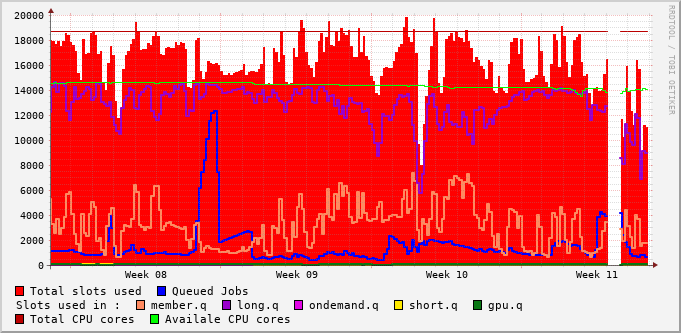 20000
18000
16000
14000
12000
10000
8000
6000
4000
2000
0
Week 08 Week 09 Week 10 Week 11
RRDTOOL / TOBI OETIKER
Total slots used Queued Jobs
Slots used in : member.q long.q ondemand.q short.q gpu.q
Total CPU cores Availale CPU cores